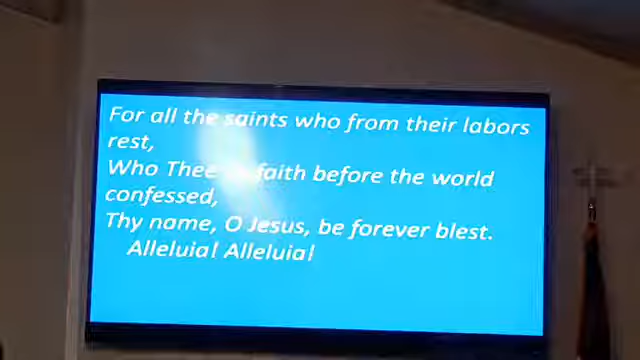 For all the saints who from their labors
rest,
Who Thee faith before the world
confessed,
Thy name, O Jesus, be forever blest.
Alleluia! Alleluia!